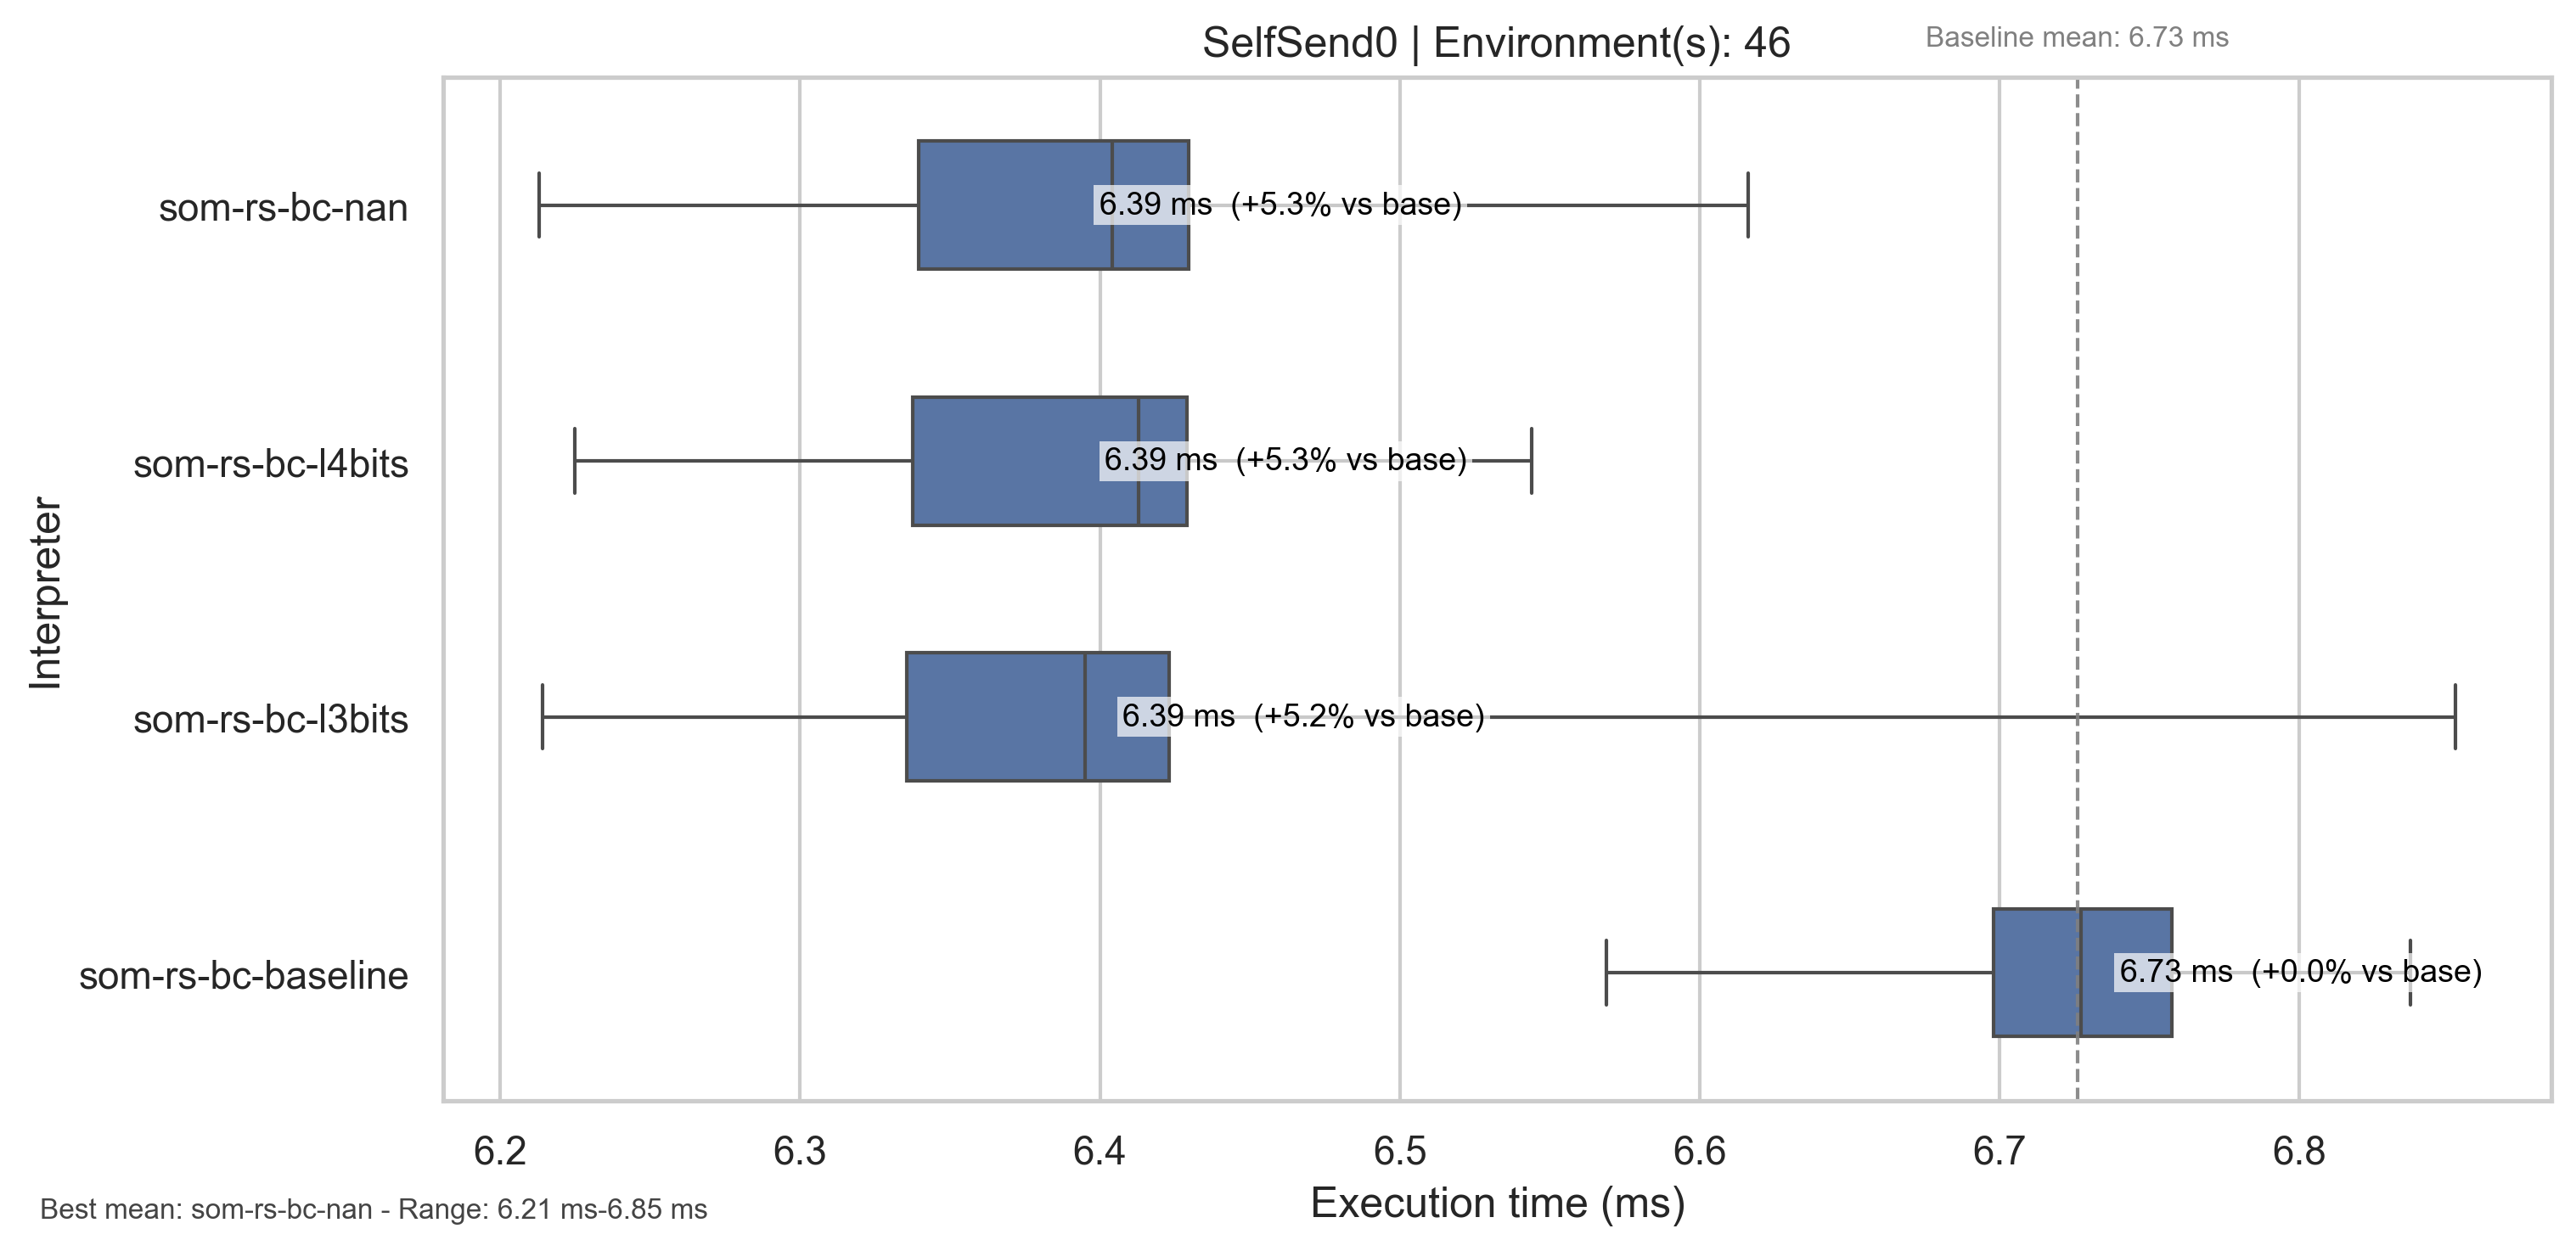 SelfSend0 | Environment(s): 46
Baseline mean: 6.73 ms
Interpreter
som-rs-bc-nan
6.39 ms (+5.3% vs base)
som-rs-bc-l4bits
6.39 ms (+5.3% vs base)
som-rs-bc-l3bits
6.39 ms (+5.2% vs base)
som-rs-bc-baseline
6.73 ms (+0.0% vs base)
6.2 6.3 6.4 6.5 6.6 6.7 6.8
Execution time (ms)
Best mean: som-rs-bc-nan - Range: 6.21 ms-6.85 ms